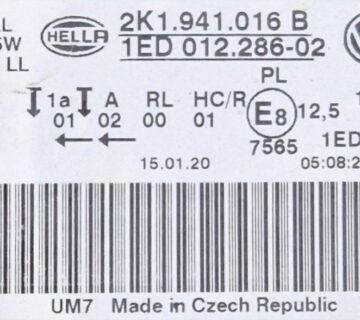 HELLA 2K1.941.016 B
1ED 012.286-02
LL
PL
1a A RL HC/R E8 12,5
01 02 00 01 7565 1ED
15.01.20 05:08:2
UM7 Made in Czech Republic